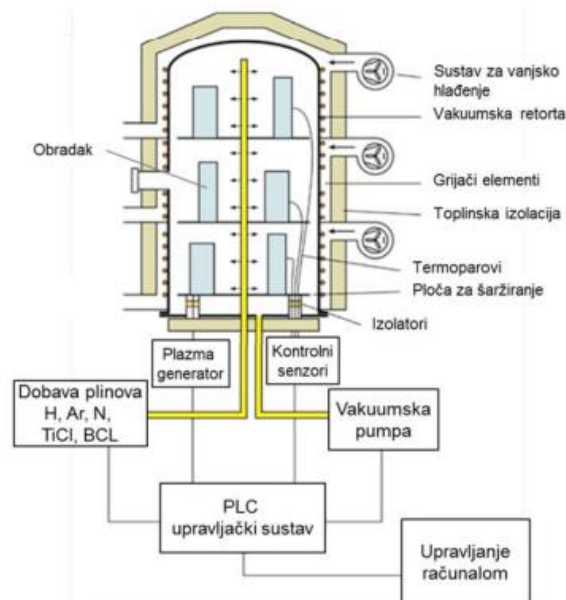 Sustav za vanjsko
hlađenje
Vakuumska retorta
Obradak
Grijači elementi
Toplinska izolacija
Termoparovi
Ploča za šaržiranje
Izolatori
Plazma
generator
Kontrolni
senzori
Dobava plinova
H, Ar, N,
TiCl, BCL
Vakuumska
pumpa
PLC
upravljački sustav
Upravljanje
računalom